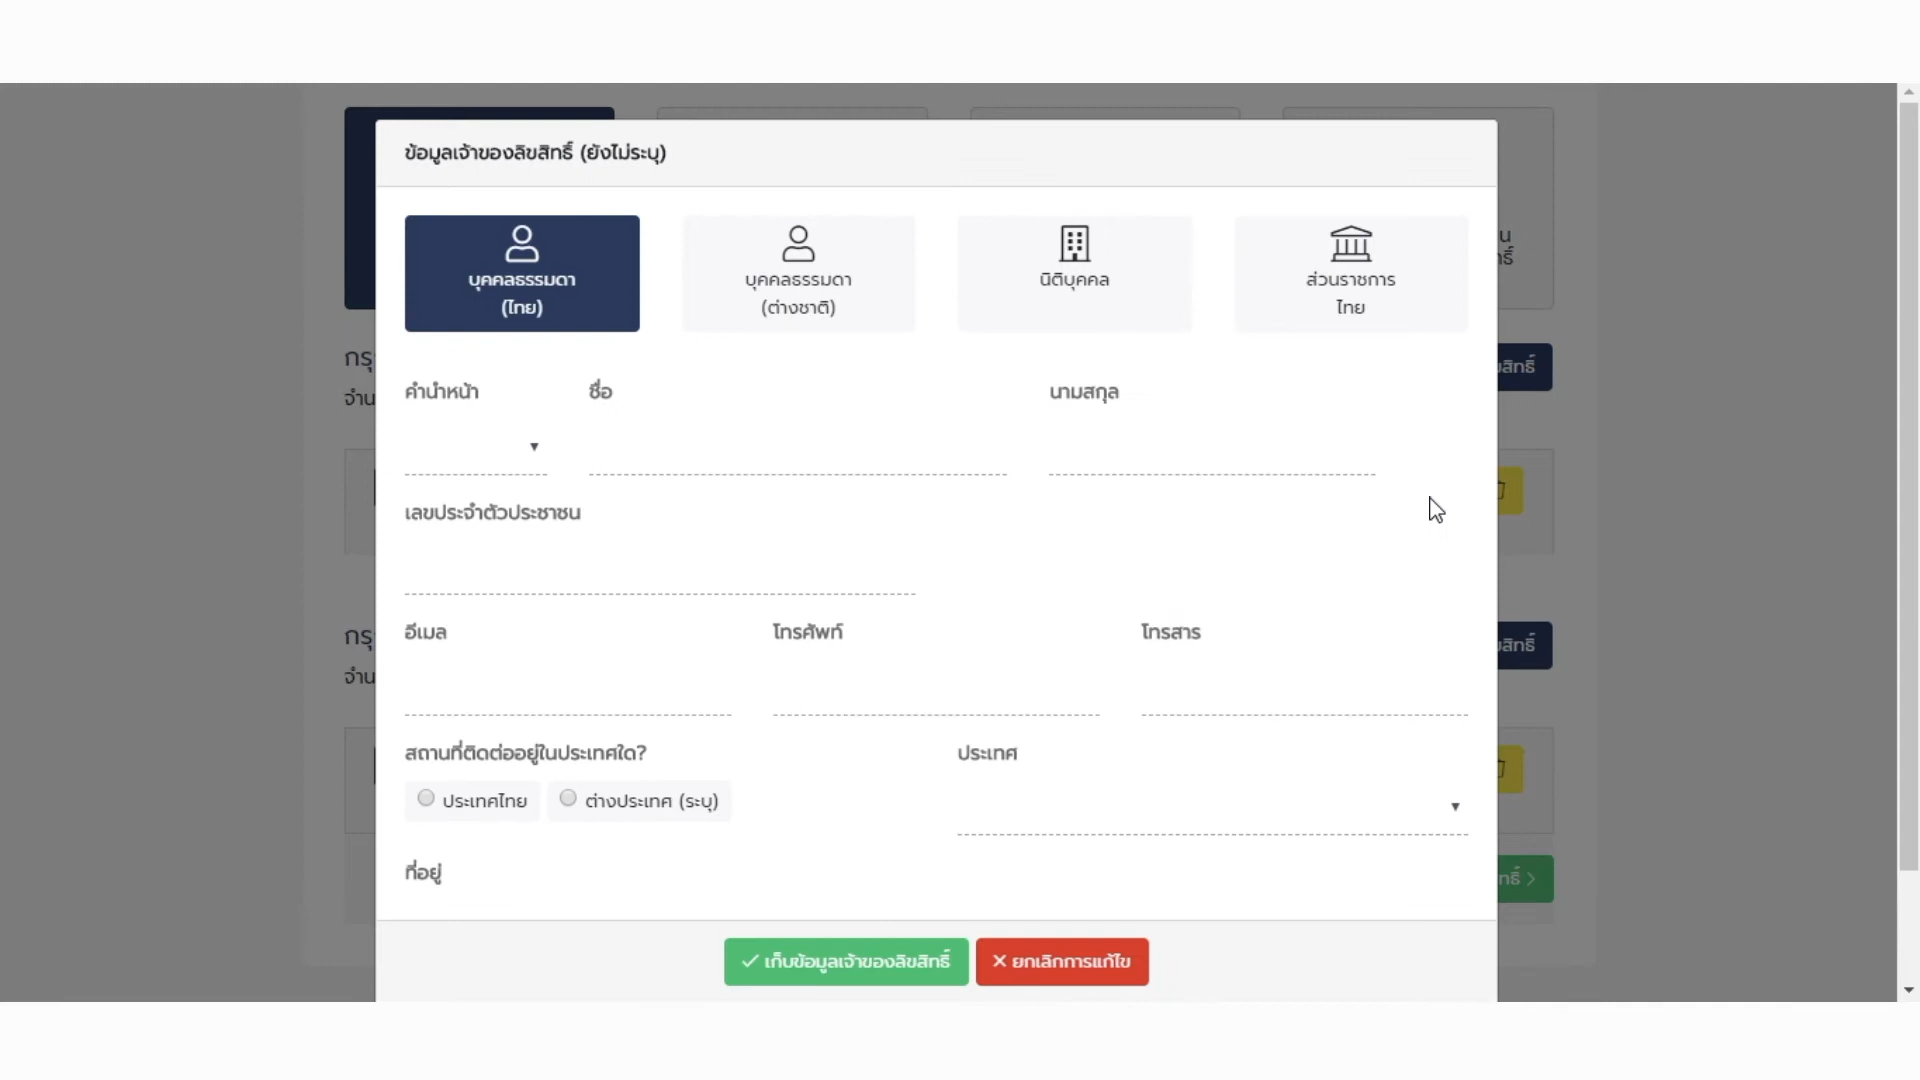 ข้อมูลเจ้าของลิขสิทธิ์ (ยังไม่ระบุ)
บุคคลธรรมดา
(ไทย)
บุคคลธรรมดา
(ต่างชาติ)
นิติบุคคล
ส่วนราชการ
ไทย
คำนำหน้า
ชื่อ
นามสกุล
เลขประจำตัวประชาชน
อีเมล
โทรศัพท์
โทรสาร
สถานที่ติดต่ออยู่ในประเทศใด?
ประเทศ
ประเทศไทย
ต่างประเทศ (ระบุ)
ที่อยู่
เก็บข้อมูลเจ้าของลิขสิทธิ์
ยกเลิกการแก้ไข